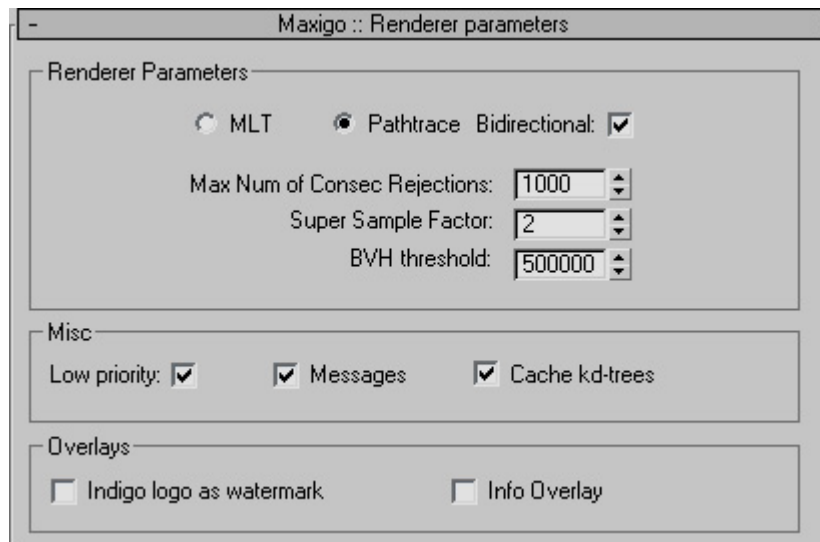 - Maxigo :: Renderer parameters
Renderer Parameters
MLT Pathtrace Bidirectional:
Max Num of Consec Rejections: 1000
Super Sample Factor: 2
BVH threshold: 500000
Misc
Low priority: Messages Cache kd-trees
Overlays
Indigo logo as watermark Info Overlay